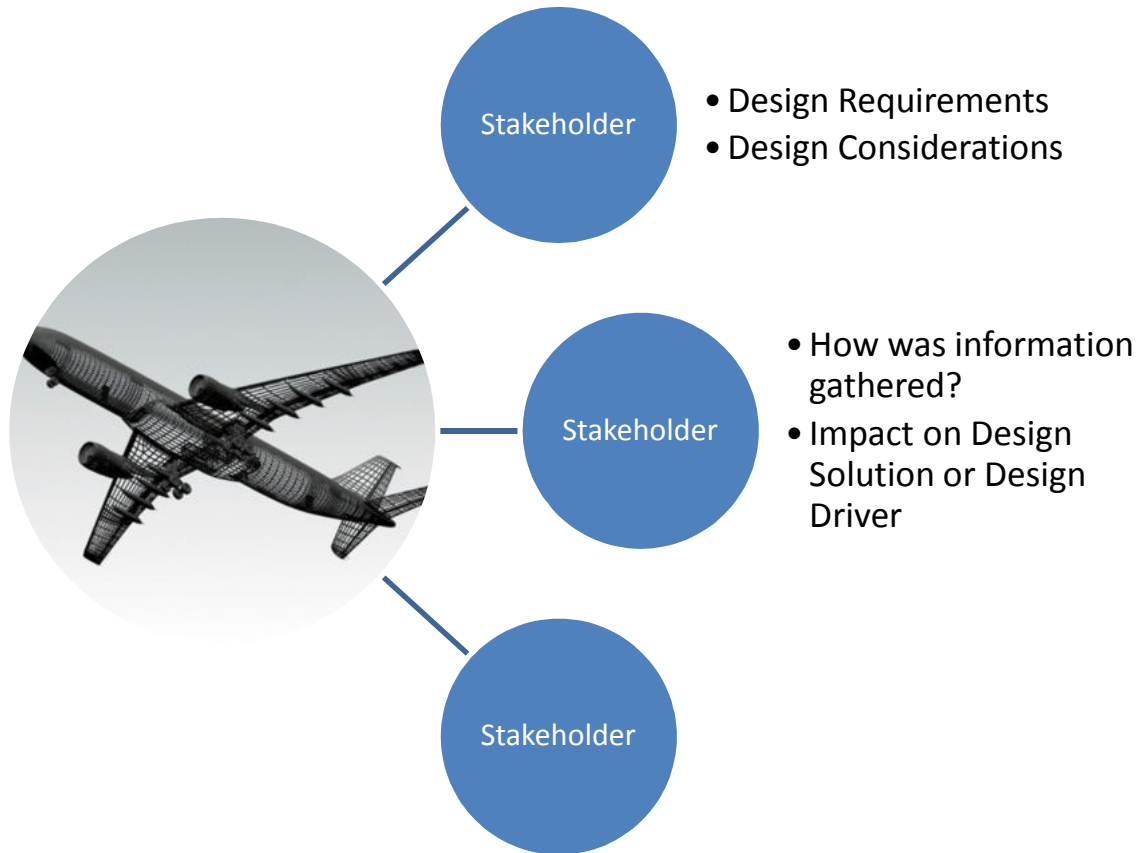 Stakeholder
• Design Requirements
• Design Considerations
Stakeholder
• How was information
gathered?
• Impact on Design
Solution or Design
Driver
Stakeholder